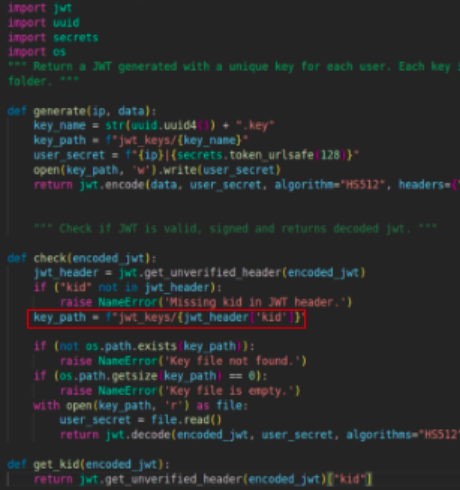 import jwt
import uuid
import secrets
import os
""" Return a JWT generated with a unique key for each user. Each key i
folder. """
def generate(ip, data):
key_name = str(uuid.uuid4()) + ".key"
key_path = f"jwt_keys/{key_name}"
user_secret = f"{ip}|{secrets.token_urlsafe(128)}"
open(key_path, 'w').write(user_secret)
return jwt.encode(data, user_secret, algorithm="HS512", headers={"
""" Check if JWT is valid, signed and returns decoded jwt. """
def check(encoded_jwt):
jwt_header = jwt.get_unverified_header(encoded_jwt)
if ("kid" not in jwt_header):
raise NameError('Missing kid in JWT header.')
key_path = f"jwt_keys/{jwt_header['kid']}"
if (not os.path.exists(key_path)):
raise NameError('Key file not found.')
if (os.path.getsize(key_path) == 0):
raise NameError('Key file is empty.')
with open(key_path, 'r') as file:
user_secret = file.read()
return jwt.decode(encoded_jwt, user_secret, algorithms="HS512"
def get_kid(encoded_jwt):
return jwt.get_unverified_header(encoded_jwt)["kid"]